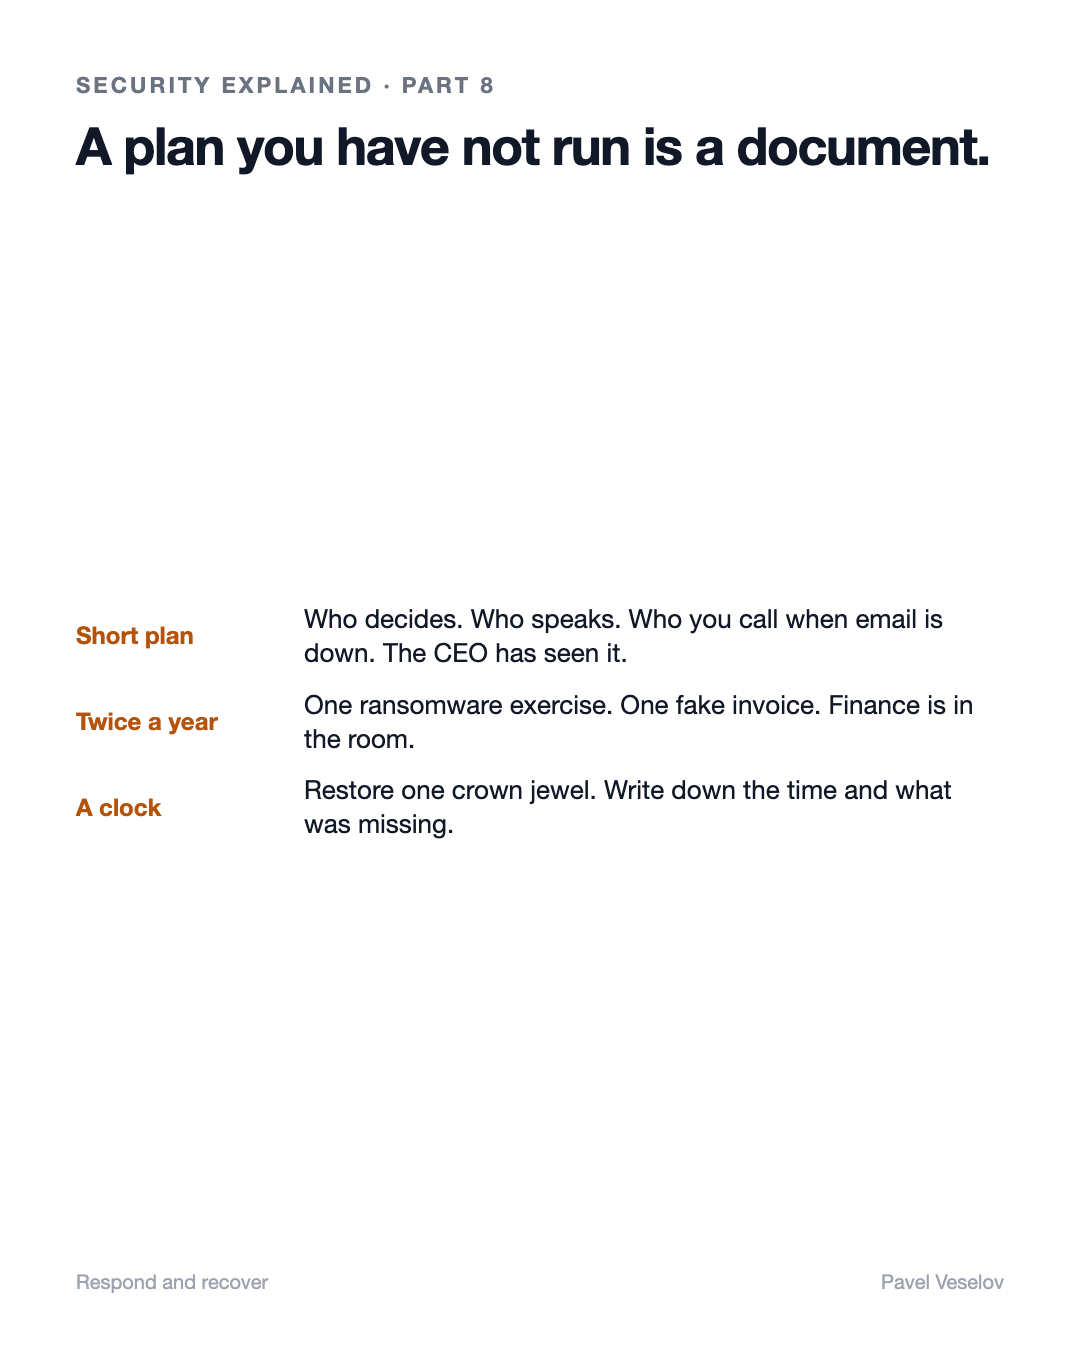 SECURITY EXPLAINED · PART 8
A plan you have not run is a document.
Short plan
Who decides. Who speaks. Who you call when email is
down. The CEO has seen it.
Twice a year
One ransomware exercise. One fake invoice. Finance is in
the room.
A clock
Restore one crown jewel. Write down the time and what
was missing.
Respond and recover
Pavel Veselov